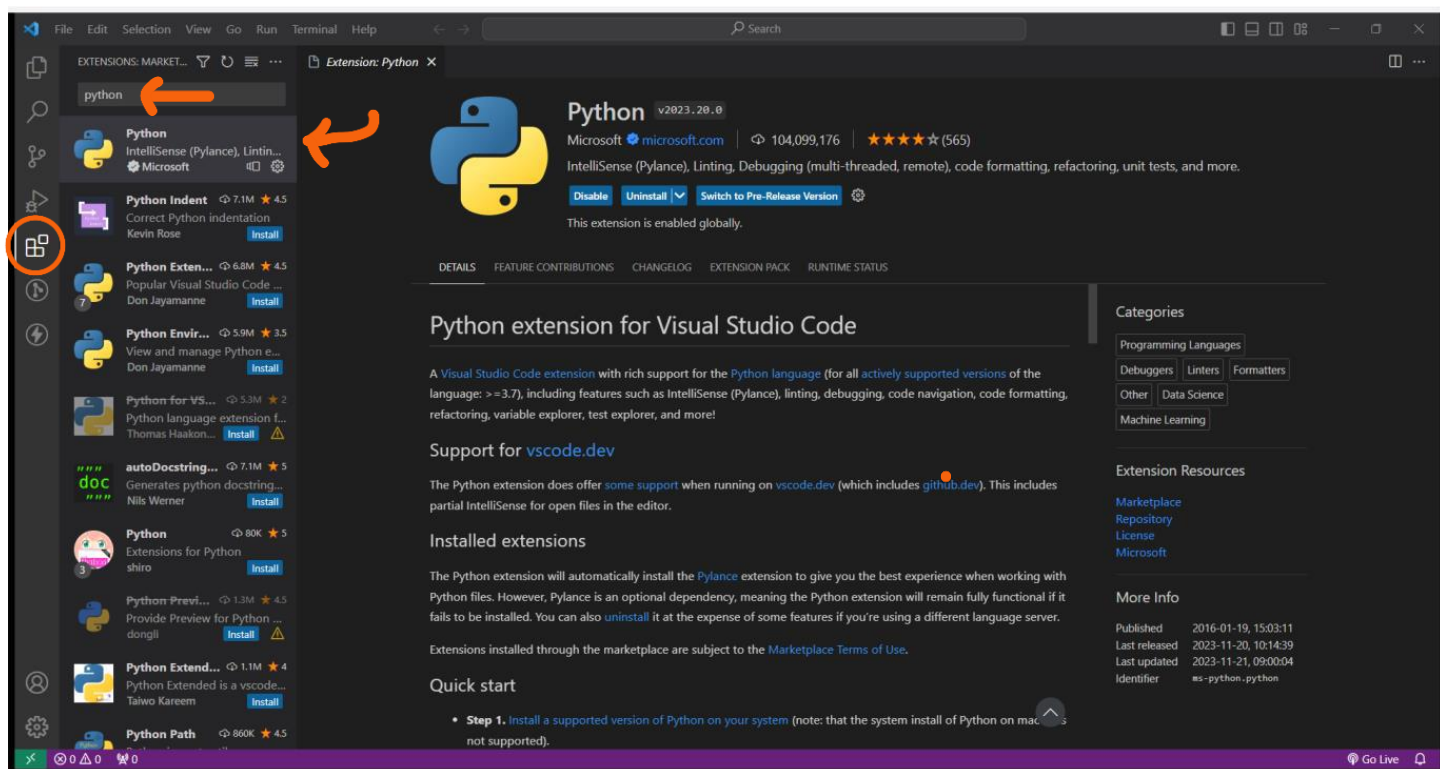 File Edit Selection View Go Run Terminal Help
Search
EXTENSIONS: MARKET...
Extension: Python
python
Python
IntelliSense (Pylance), Lintin...
Microsoft
Python Indent 7.1M 4.5
Correct Python indentation
Kevin Rose Install
Python Exten... 6.8M 4.5
Popular Visual Studio Code ...
7 Don Jayamanne Install
Python Envir... 5.9M 3.5
View and manage Python e...
Don Jayamanne Install
Python for VS... 5.3M 2
Python language extension f...
Thomas Haakon... Install
autoDocstring... 7.1M 5
""" doc """
Generates python docstring...
Nils Werner Install
Python 80K 5
Extensions for Python
3 shiro Install
Python Previ... 1.3M 4.5
Provide Preview for Python ...
dongli Install
Python Extend... 1.1M 4
Python Extended is a vscode...
Taiwo Kareem Install
Python Path 860K 4.5
Python v2023.20.0
Microsoft microsoft.com 104,099,176 (565)
IntelliSense (Pylance), Linting, Debugging (multi-threaded, remote), code formatting, refactoring, unit tests, and more.
Disable Uninstall Switch to Pre-Release Version
This extension is enabled globally.
DETAILS FEATURE CONTRIBUTIONS CHANGELOG EXTENSION PACK RUNTIME STATUS
Python extension for Visual Studio Code
A Visual Studio Code extension with rich support for the Python language (for all actively supported versions of the
language: >=3.7), including features such as IntelliSense (Pylance), linting, debugging, code navigation, code formatting,
refactoring, variable explorer, test explorer, and more!
Support for vscode.dev
The Python extension does offer some support when running on vscode.dev (which includes github.dev). This includes
partial IntelliSense for open files in the editor.
Installed extensions
The Python extension will automatically install the Pylance extension to give you the best experience when working with
Python files. However, Pylance is an optional dependency, meaning the Python extension will remain fully functional if it
fails to be installed. You can also uninstall it at the expense of some features if you're using a different language server.
Extensions installed through the marketplace are subject to the Marketplace Terms of Use.
Quick start
• Step 1. Install a supported version of Python on your system (note: that the system install of Python on
not supported).
Categories
Programming Languages
Debuggers Linters Formatters
Other Data Science
Machine Learning
Extension Resources
Marketplace
Repository
License
Microsoft
More Info
Published 2016-01-19, 15:03:11
Last released 2023-11-20, 10:14:39
Last updated 2023-11-21, 09:00:04
Identifier ms-python.python
0 0 0
Go Live